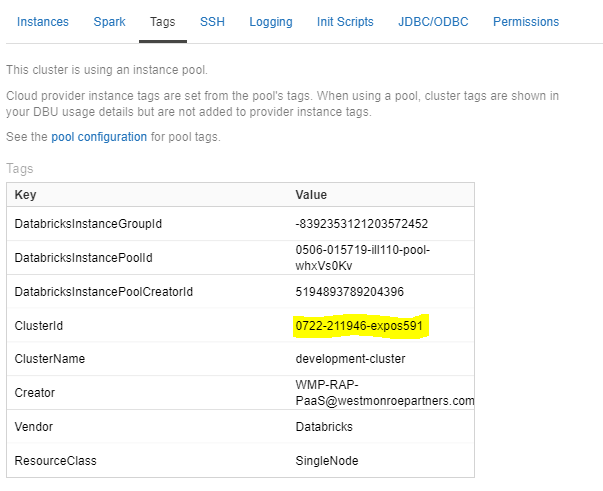 Instances Spark Tags SSH Logging Init Scripts JDBC/ODBC Permissions
This cluster is using an instance pool.
Cloud provider instance tags are set from the pool's tags. When using a pool, cluster tags are shown in
your DBU usage details but are not added to provider instance tags.
See the pool configuration for pool tags.
Tags
Key Value
DatabricksInstanceGroupId -8392353121203572452
DatabricksInstancePoolId 0506-015719-ill110-pool-
whxVs0Kv
DatabricksInstancePoolCreatorId 5194893789204396
ClusterId 0722-211946-expos591
ClusterName development-cluster
Creator WMP-RAP-
PaaS@westmonroepartners.com
Vendor Databricks
ResourceClass SingleNode